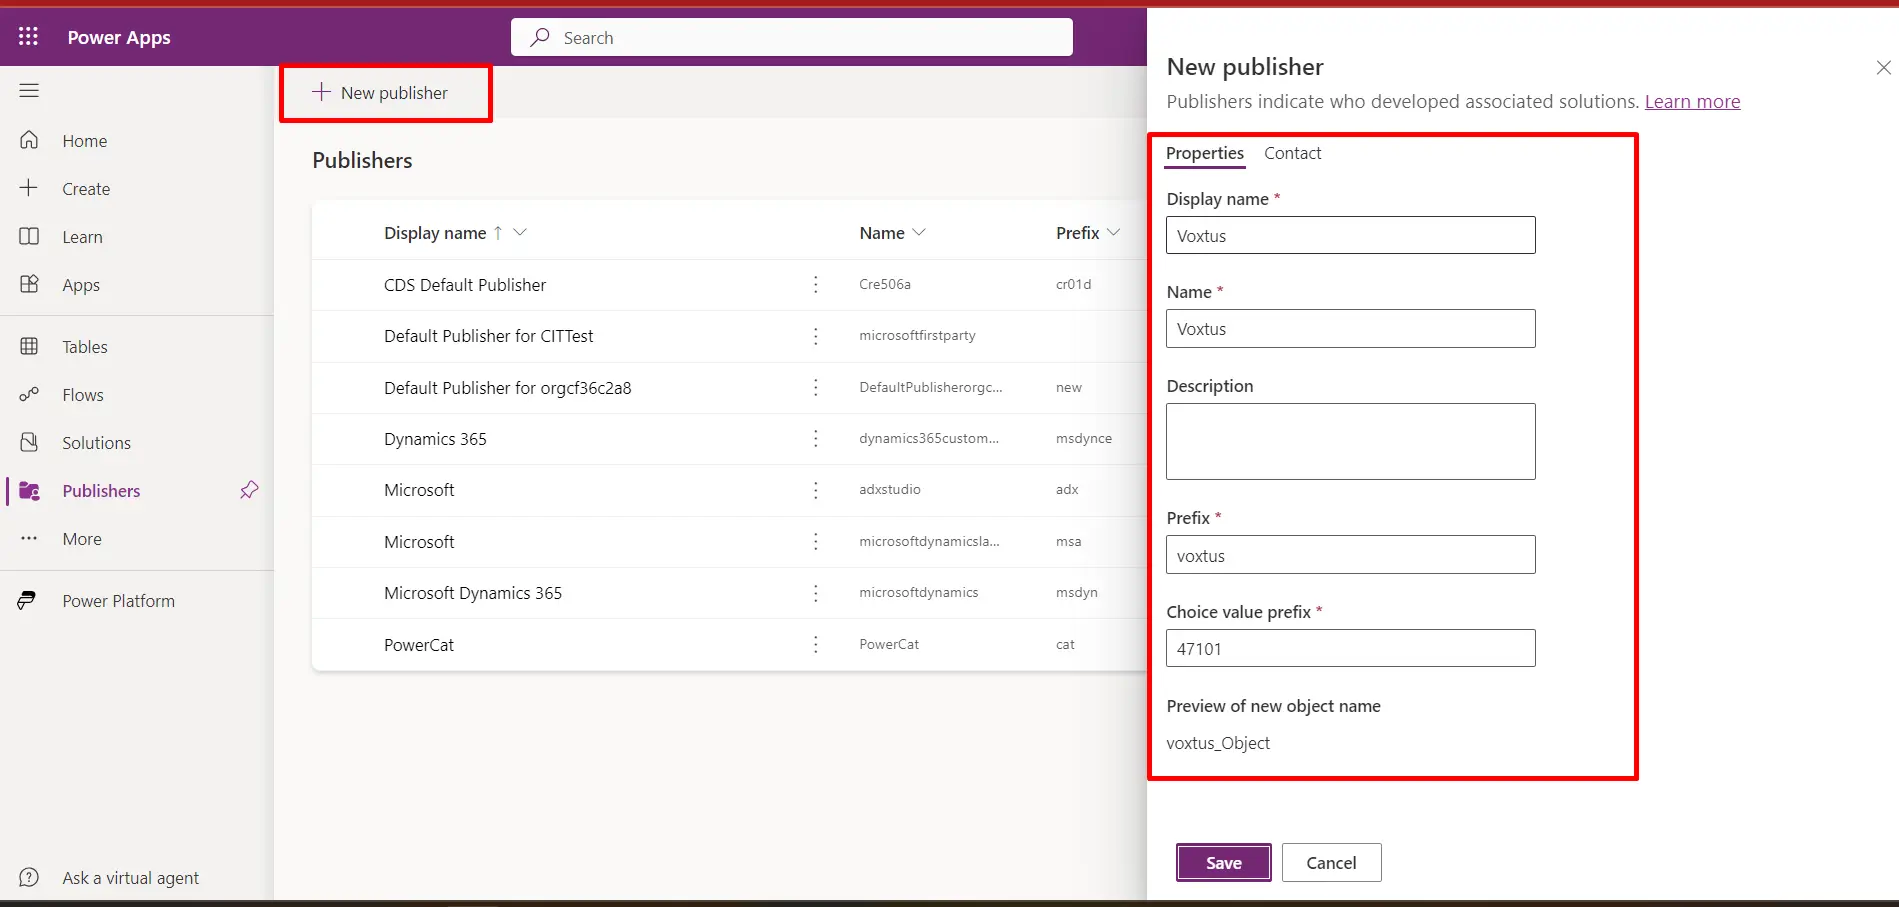 Power Apps
Search
New publisher
Home
Create
Learn
Apps
Tables
Flows
Solutions
Publishers
More
Power Platform
Ask a virtual agent
Publishers
Display name ↑ Name Prefix
CDS Default Publisher Cre506a cr01d
Default Publisher for CITTest microsoftfirstparty
Default Publisher for orgcf36c2a8 DefaultPublisherorgc... new
Dynamics 365 dynamics365custom... msdynce
Microsoft adxstudio adx
Microsoft microsoftdynamicsla... msa
Microsoft Dynamics 365 microsoftdynamics msdyn
PowerCat PowerCat cat
New publisher
Publishers indicate who developed associated solutions. Learn more
Properties Contact
Display name *
Voxtus
Name *
Voxtus
Description
Prefix *
voxtus
Choice value prefix *
47101
Preview of new object name
voxtus_Object
Save Cancel